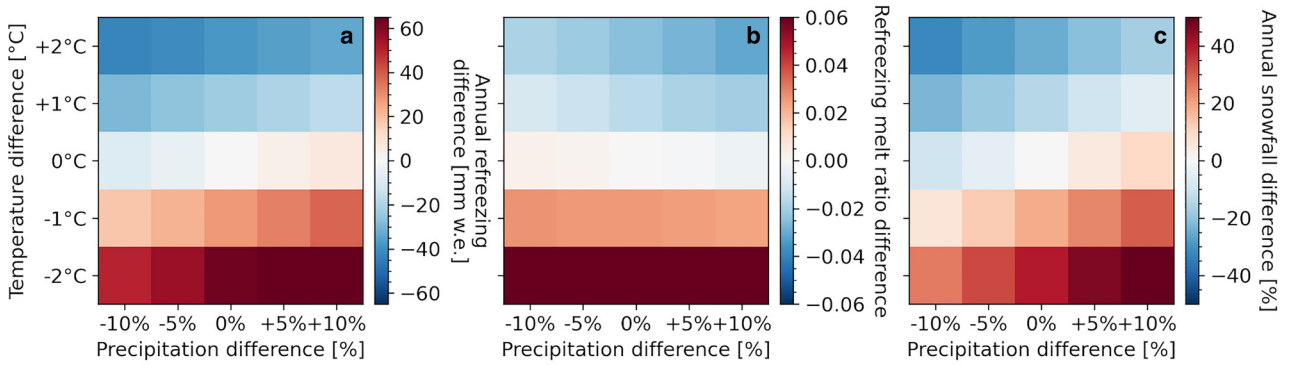 Temperature difference [°C]
+2°C
+1°C
0°C
-1°C
-2°C
a
-10% -5% 0% +5% +10%
Precipitation difference [%]
60
40
20
0
−20
−40
−60
Annual refreezing
difference [mm w.e.]
b
-10% -5% 0% +5% +10%
Precipitation difference [%]
0.06
0.04
0.02
0.00
−0.02
−0.04
−0.06
Refreezing melt ratio difference
c
-10% -5% 0% +5% +10%
Precipitation difference [%]
40
20
0
−20
−40
Annual snowfall difference [%]